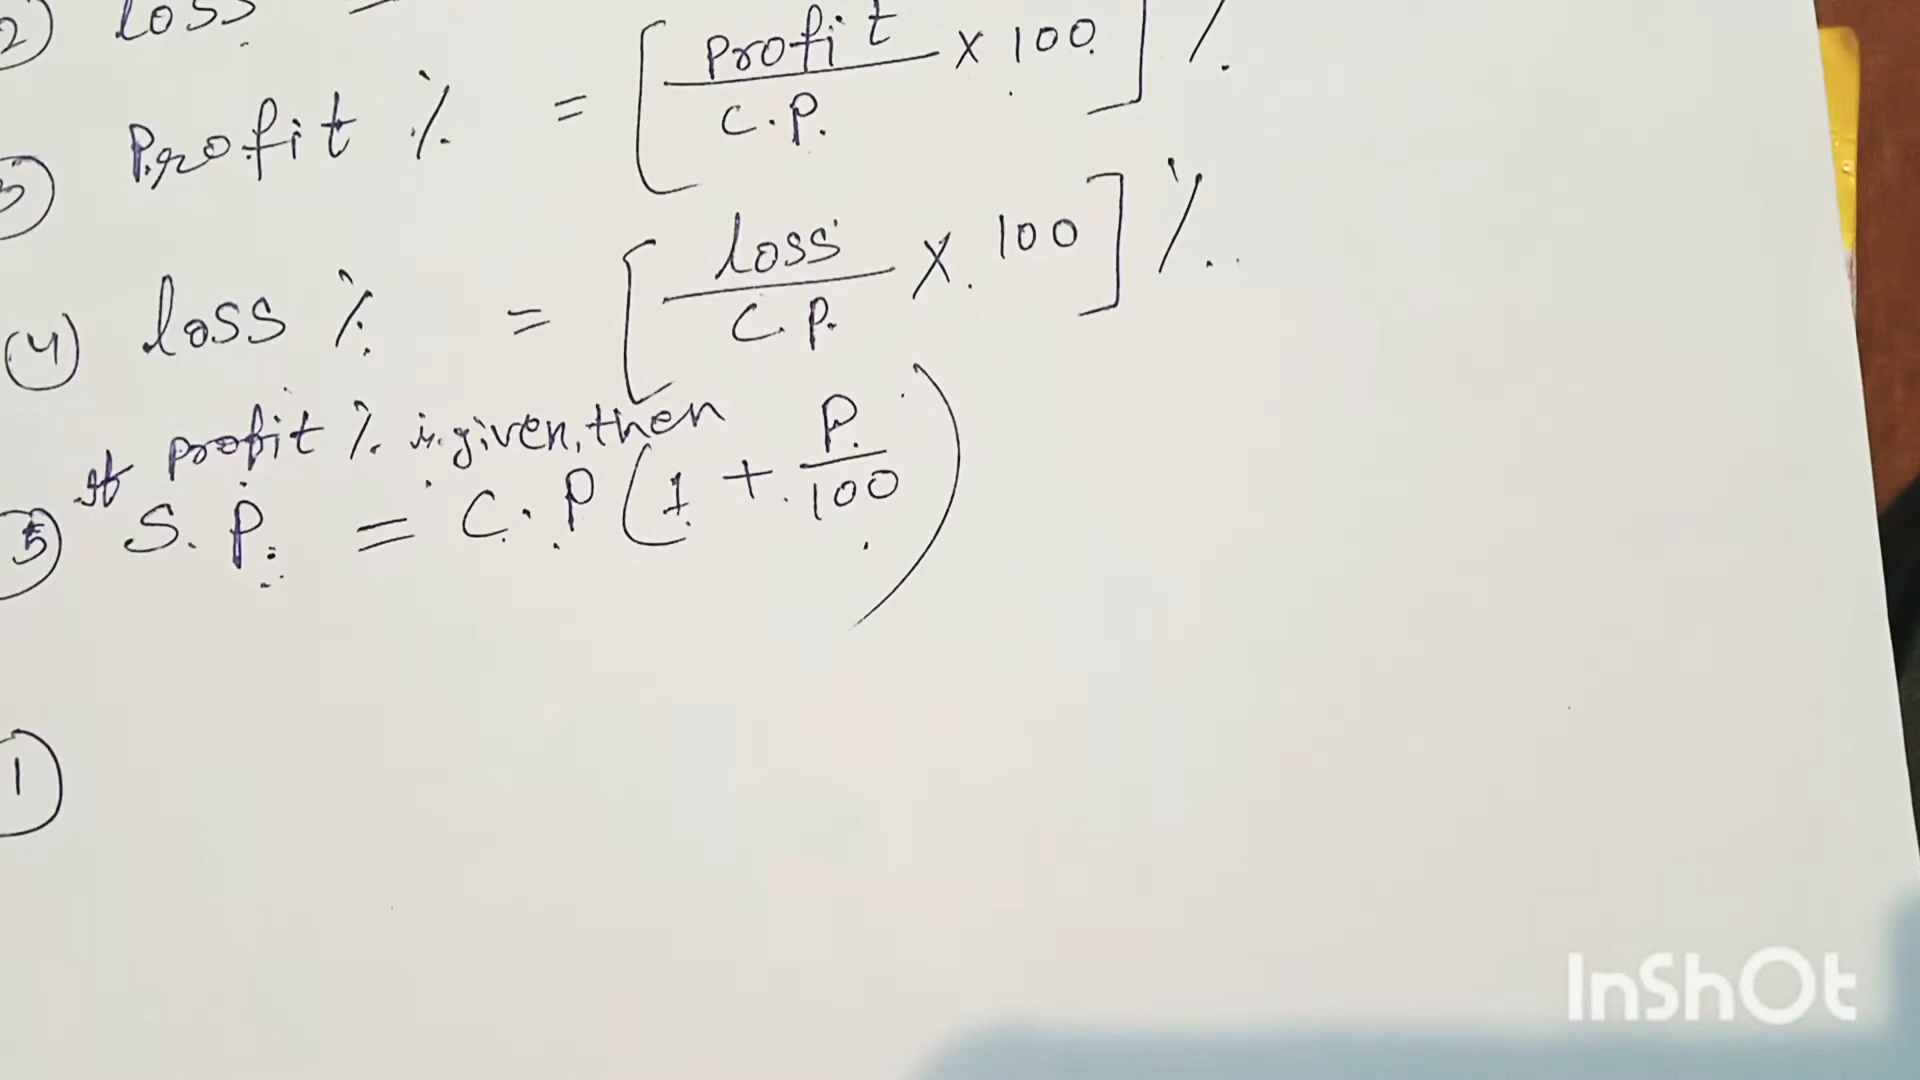 (2) loss =
(3) Profit % = [Profit / C.P. × 100] %
(4) loss % = [loss / C.P. × 100] %
If profit % is given, then
(5) S.P. = C.P (1 + P / 100)
(1)
InShOt